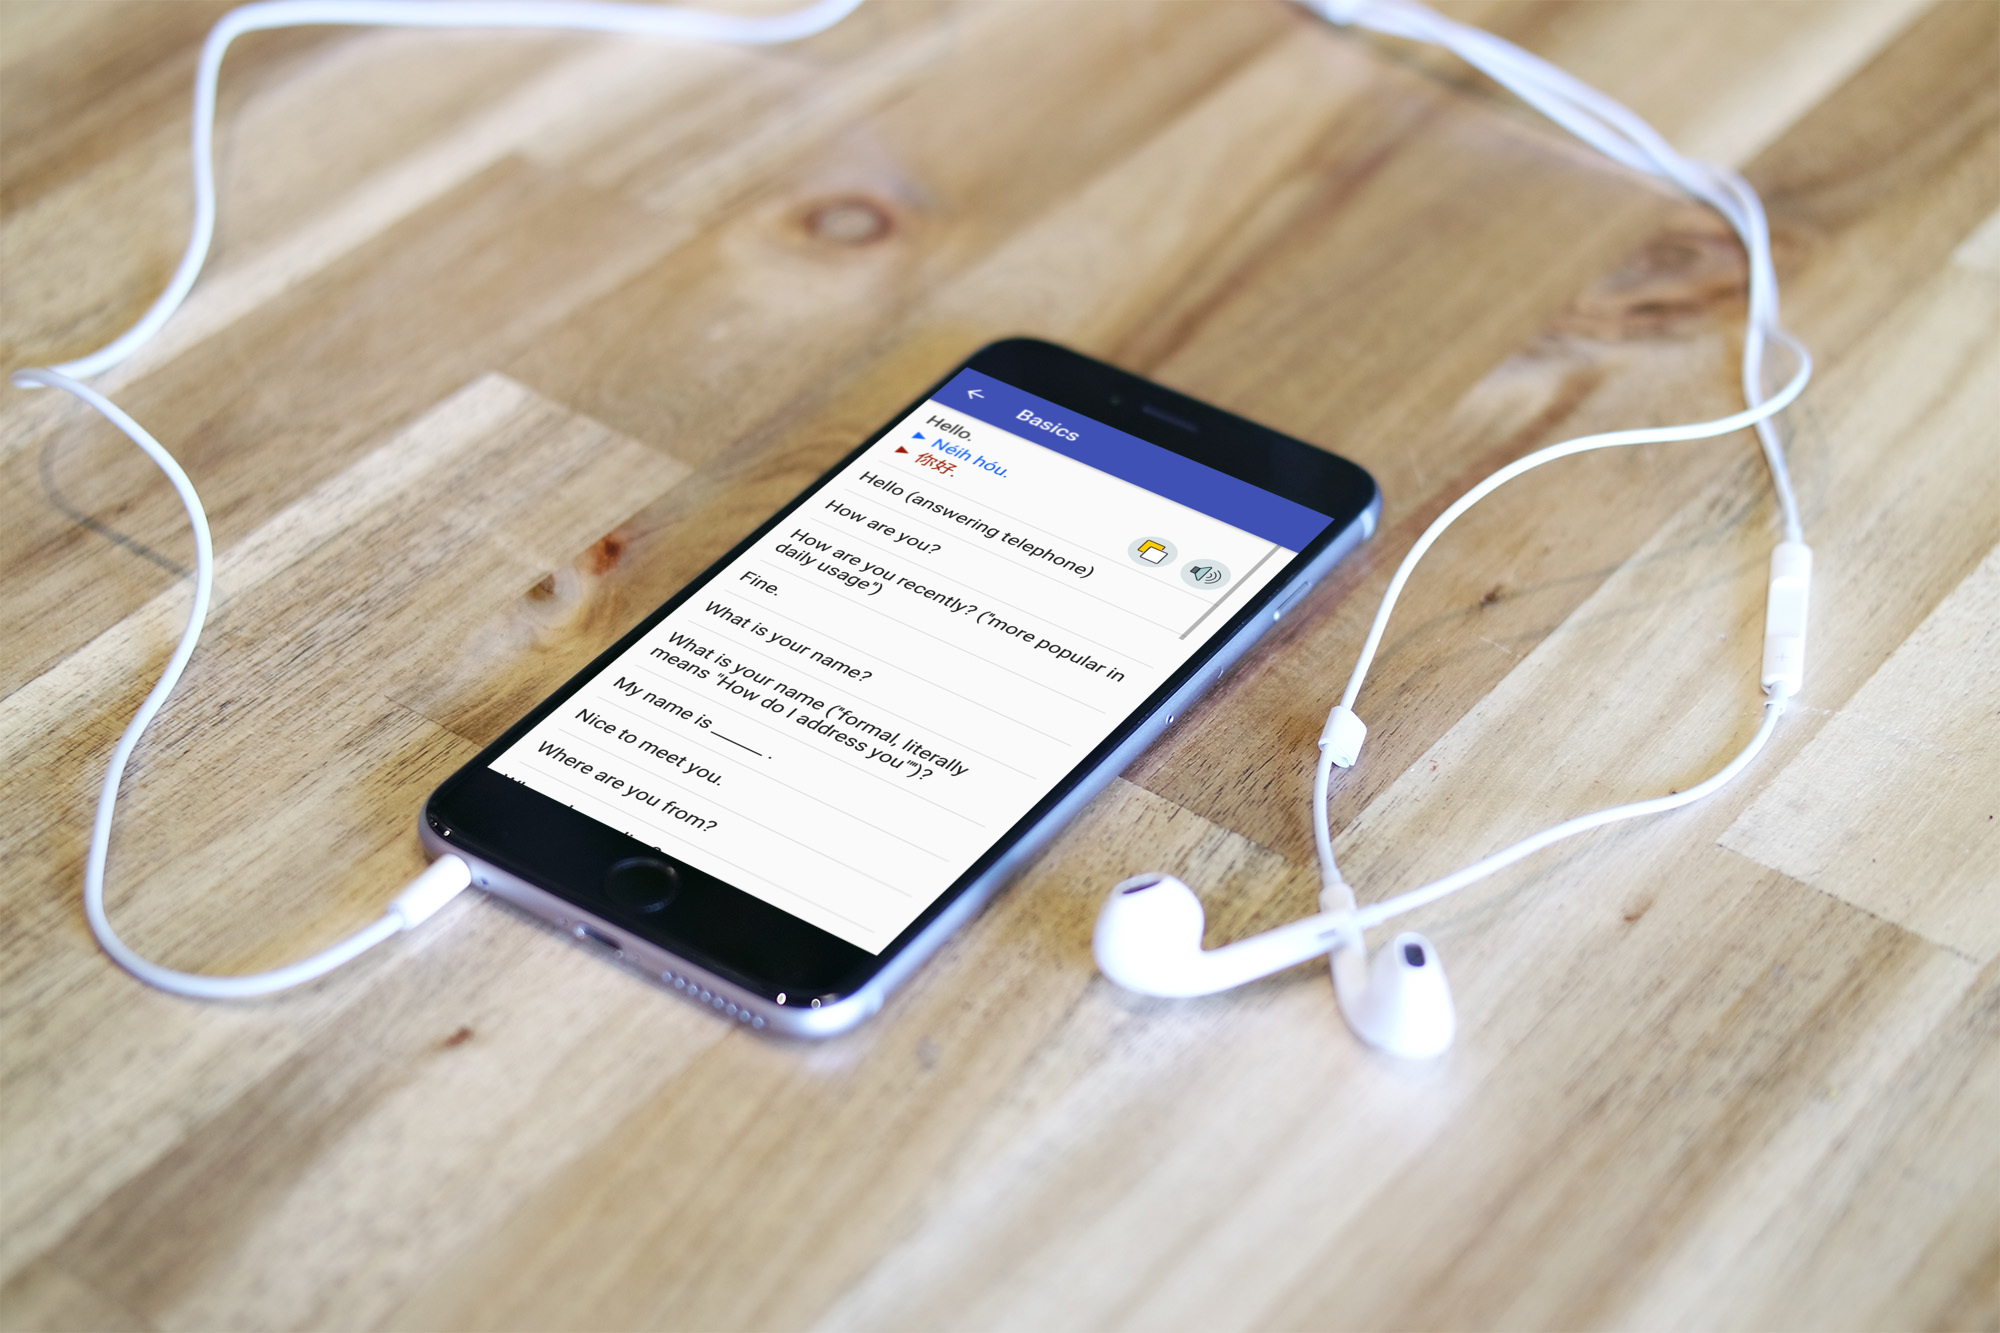 Basics
Hello.
► Néih hóu.
► 你好.
Hello (answering telephone)
How are you?
How are you recently? ("more popular in
daily usage")
Fine.
What is your name?
What is your name ("formal, literally
means "How do I address you"")?
My name is _____ .
Nice to meet you.
Where are you from?